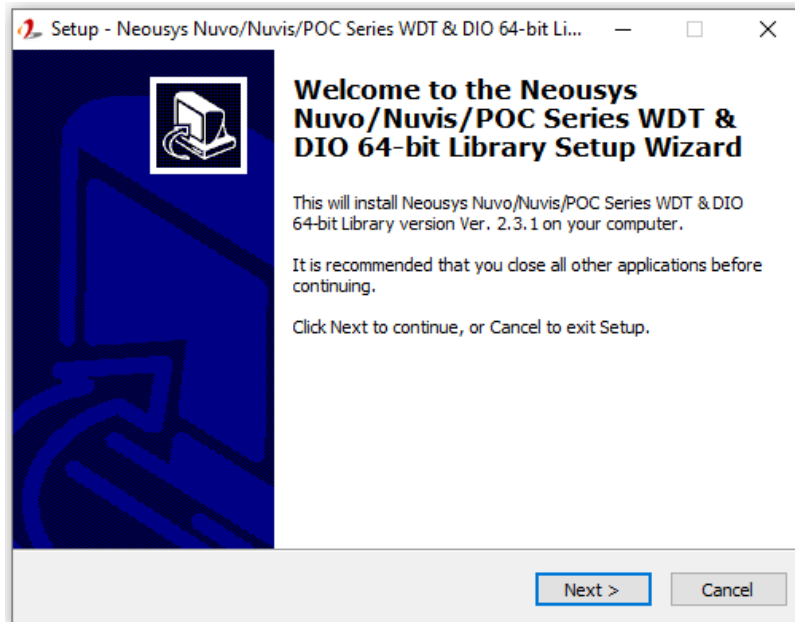 Setup - Neousys Nuvo/Nuvis/POC Series WDT & DIO 64-bit Li...
Welcome to the Neousys
Nuvo/Nuvis/POC Series WDT &
DIO 64-bit Library Setup Wizard
This will install Neousys Nuvo/Nuvis/POC Series WDT & DIO
64-bit Library version Ver. 2.3.1 on your computer.
It is recommended that you close all other applications before
continuing.
Click Next to continue, or Cancel to exit Setup.
Next >
Cancel